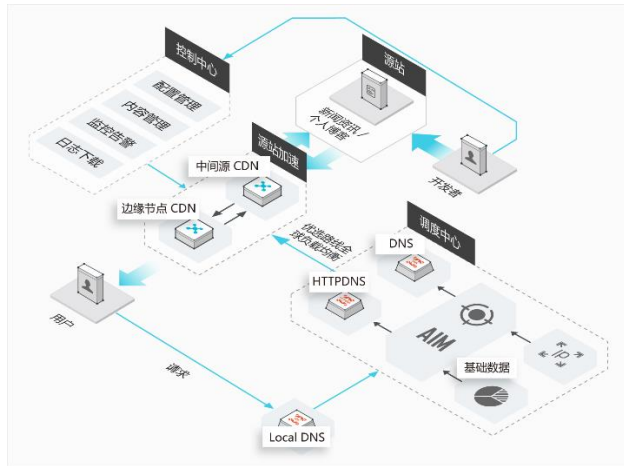 控制中心
配置管理
内容管理
监控告警
日志下载
源站
新闻资讯 /
个人博客
开发者
源站加速
中间源 CDN
边缘节点 CDN
用户
请求
Local DNS
优选路线全
球负载均衡
调度中心
DNS
HTTPDNS
AIM
ip
基础数据